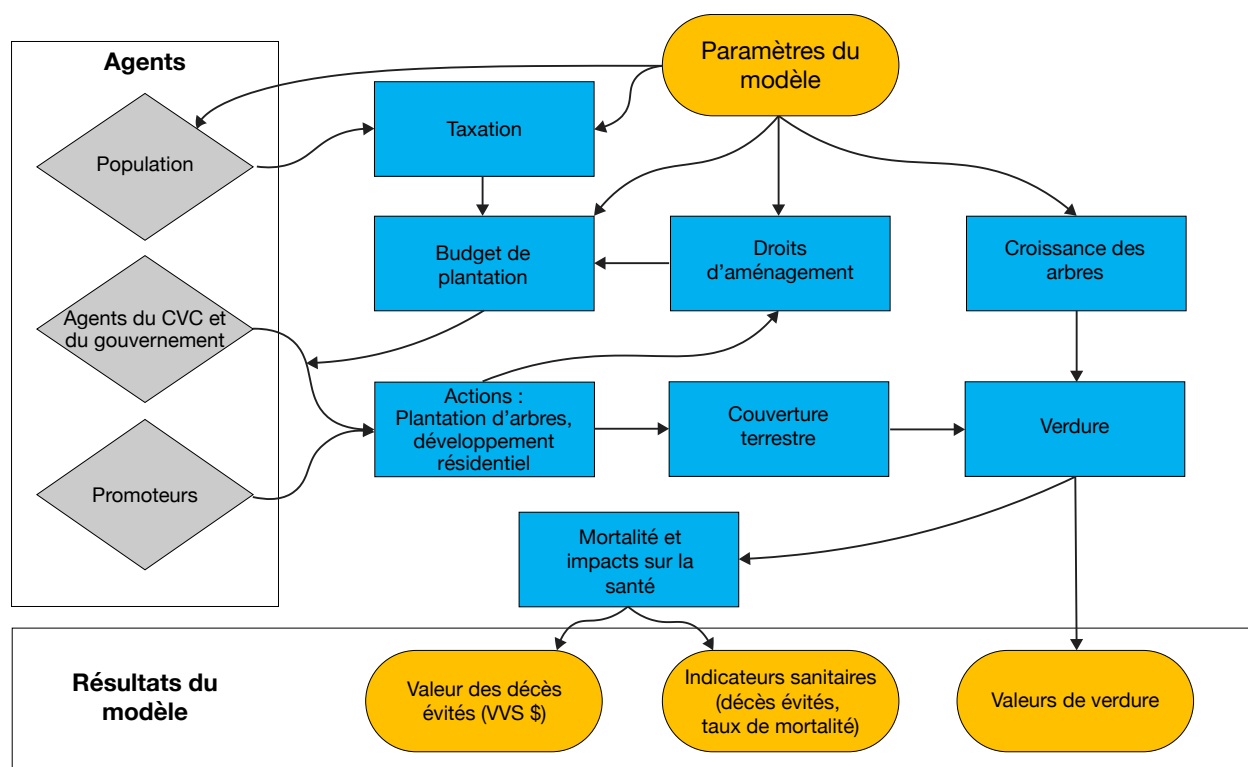 Agents
Paramètres du
modèle
Taxation
Population
Budget de
plantation
Droits
d’aménagement
Croissance des
arbres
Agents du CVC et
du gouvernement
Actions :
Plantation d’arbres,
développement
résidentiel
Couverture
terrestre
Verdure
Promoteurs
Mortalité et
impacts sur la
santé
Résultats du
modèle
Valeur des décès
évités (VVS $)
Indicateurs sanitaires
(décès évités,
taux de mortalité)
Valeurs de verdure